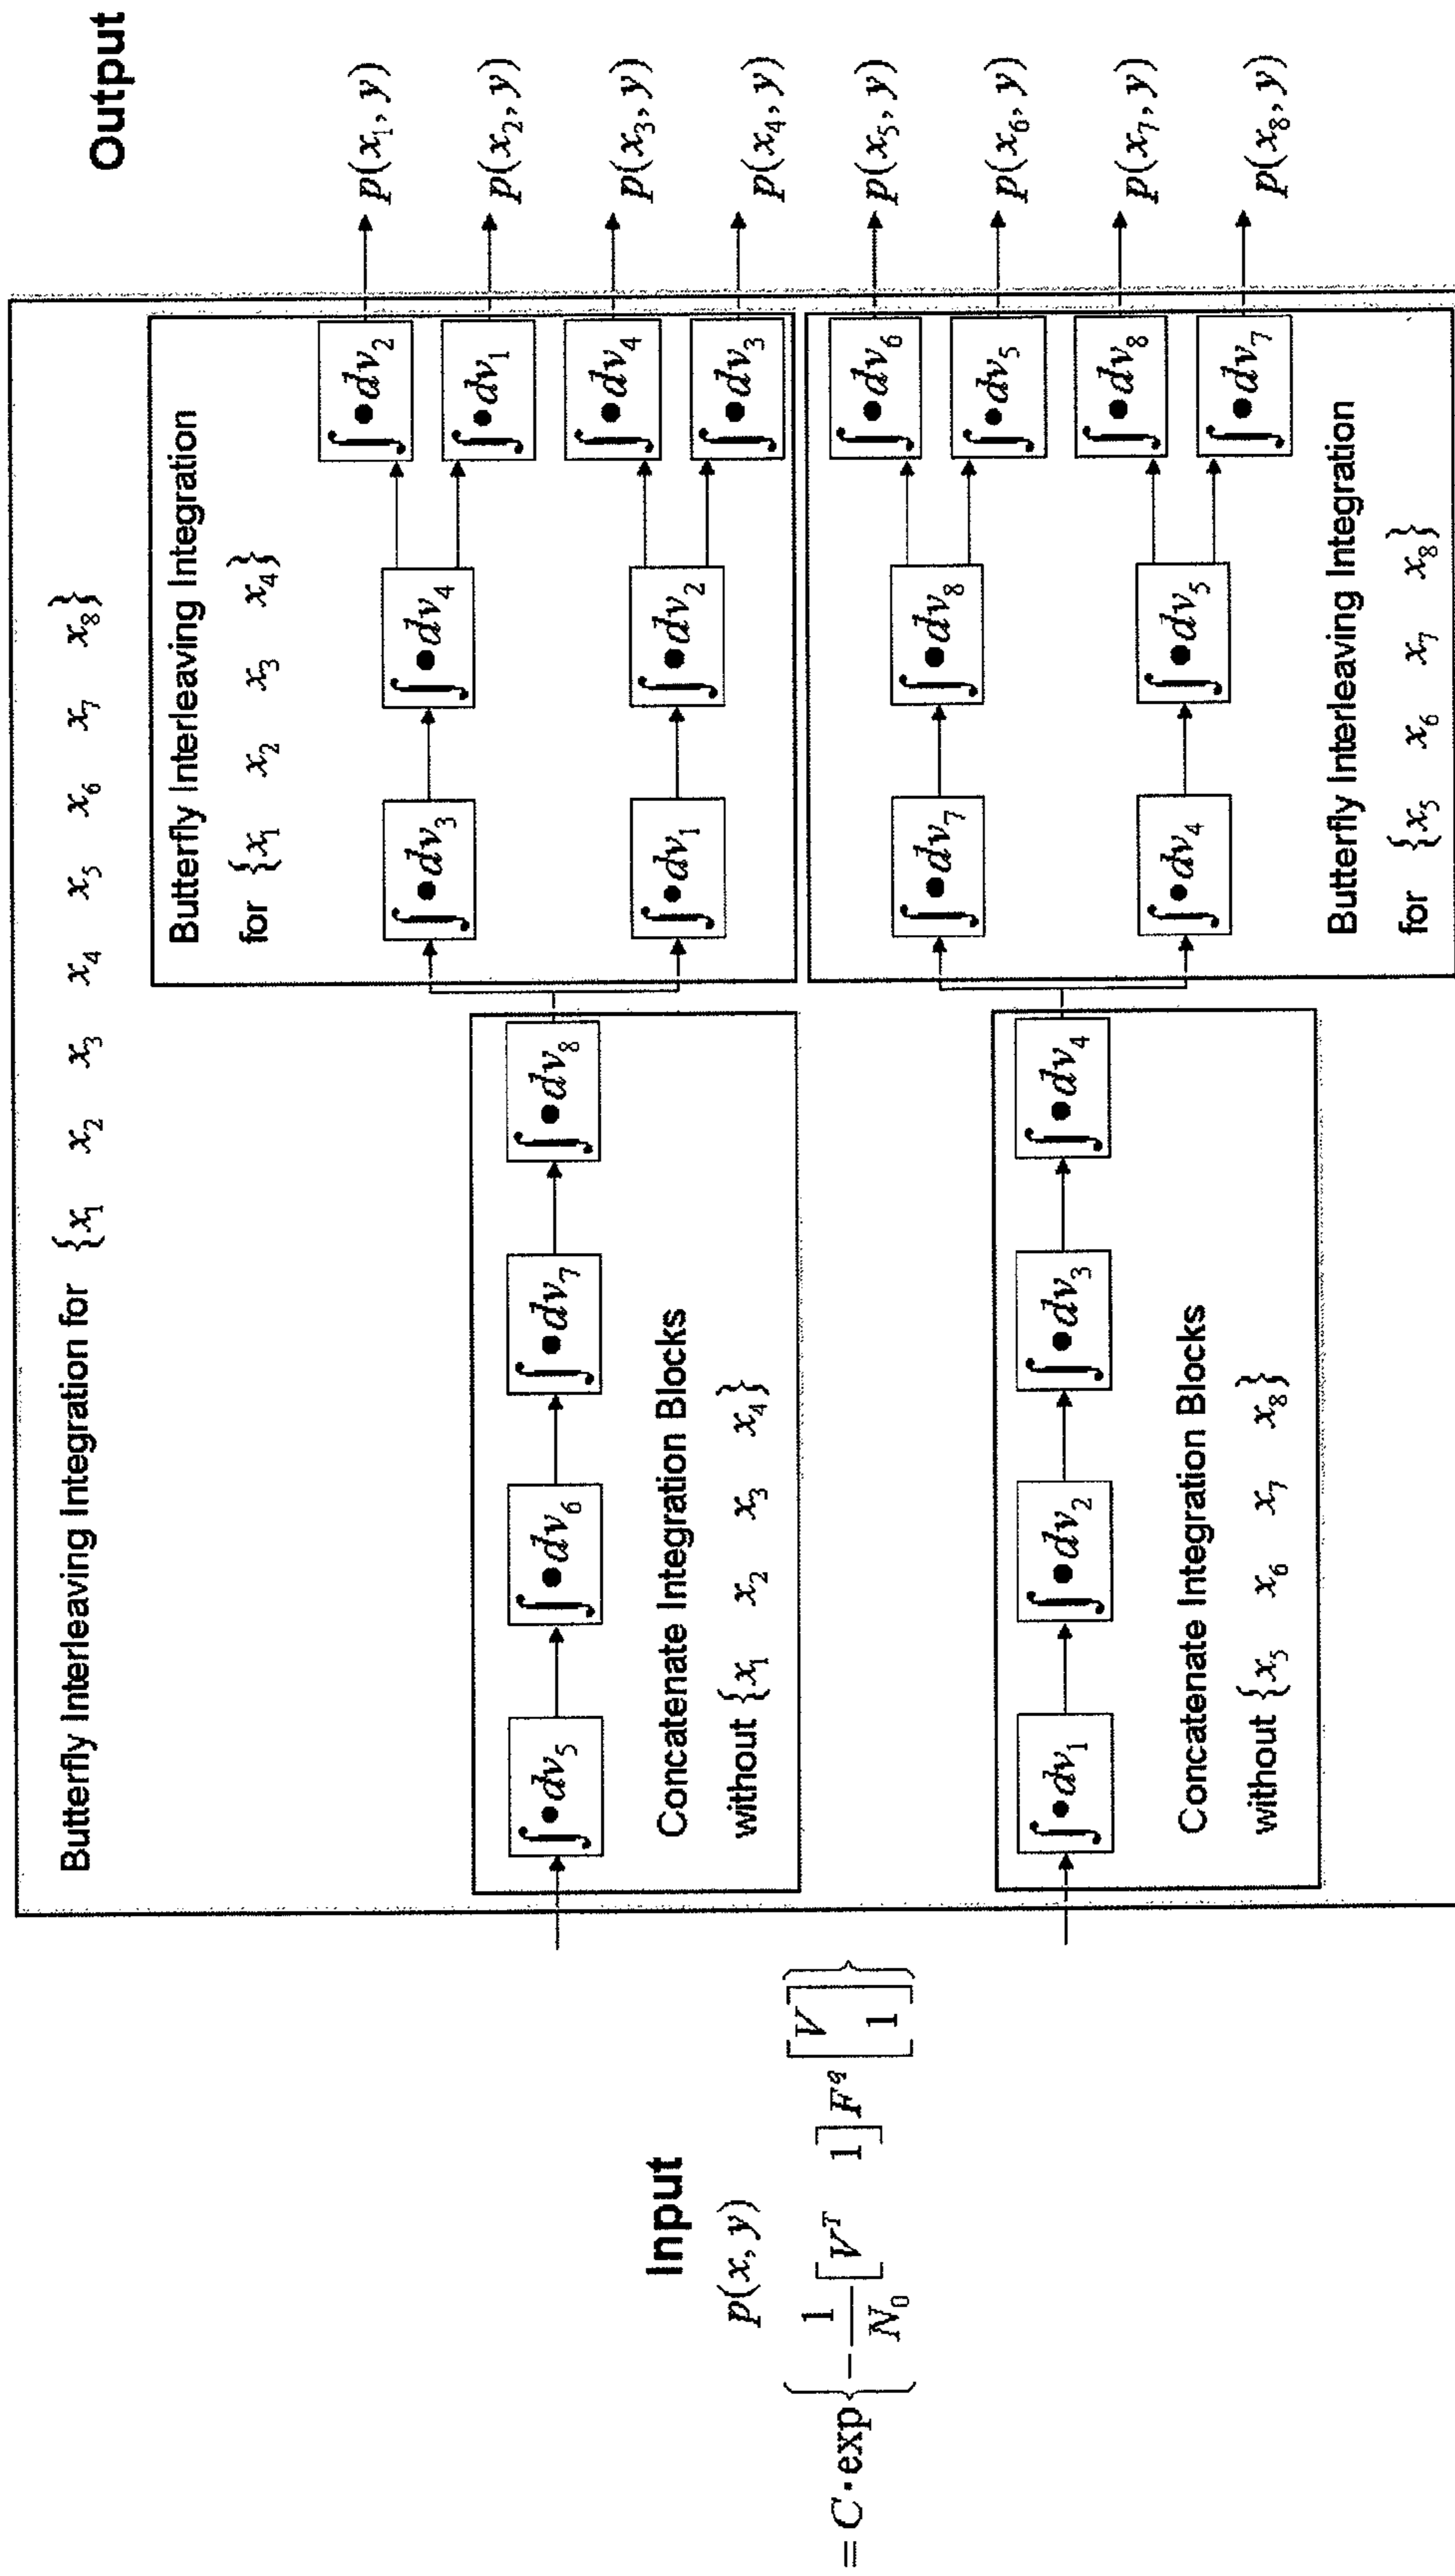 Input
p(x, y)
= C · exp{ − 1/N₀ [Vᵀ 1] F^q [V 1] }
Butterfly Interleaving Integration for {x₁ x₂ x₃ x₄ x₅ x₆ x₇ x₈}
∫•dv₅ ∫•dv₆ ∫•dv₇ ∫•dv₈
Concatenate Integration Blocks
without {x₁ x₂ x₃ x₄}
∫•dv₁ ∫•dv₂ ∫•dv₃ ∫•dv₄
Concatenate Integration Blocks
without {x₅ x₆ x₇ x₈}
Butterfly Interleaving Integration
for {x₁ x₂ x₃ x₄}
∫•dv₃ ∫•dv₄ ∫•dv₂
∫•dv₁
∫•dv₁ ∫•dv₂ ∫•dv₄
∫•dv₃
∫•dv₇ ∫•dv₈ ∫•dv₆
∫•dv₅
∫•dv₄ ∫•dv₅ ∫•dv₈
∫•dv₇
Butterfly Interleaving Integration
for {x₅ x₆ x₇ x₈}
Output
p(x₁, y)
p(x₂, y)
p(x₃, y)
p(x₄, y)
p(x₅, y)
p(x₆, y)
p(x₇, y)
p(x₈, y)